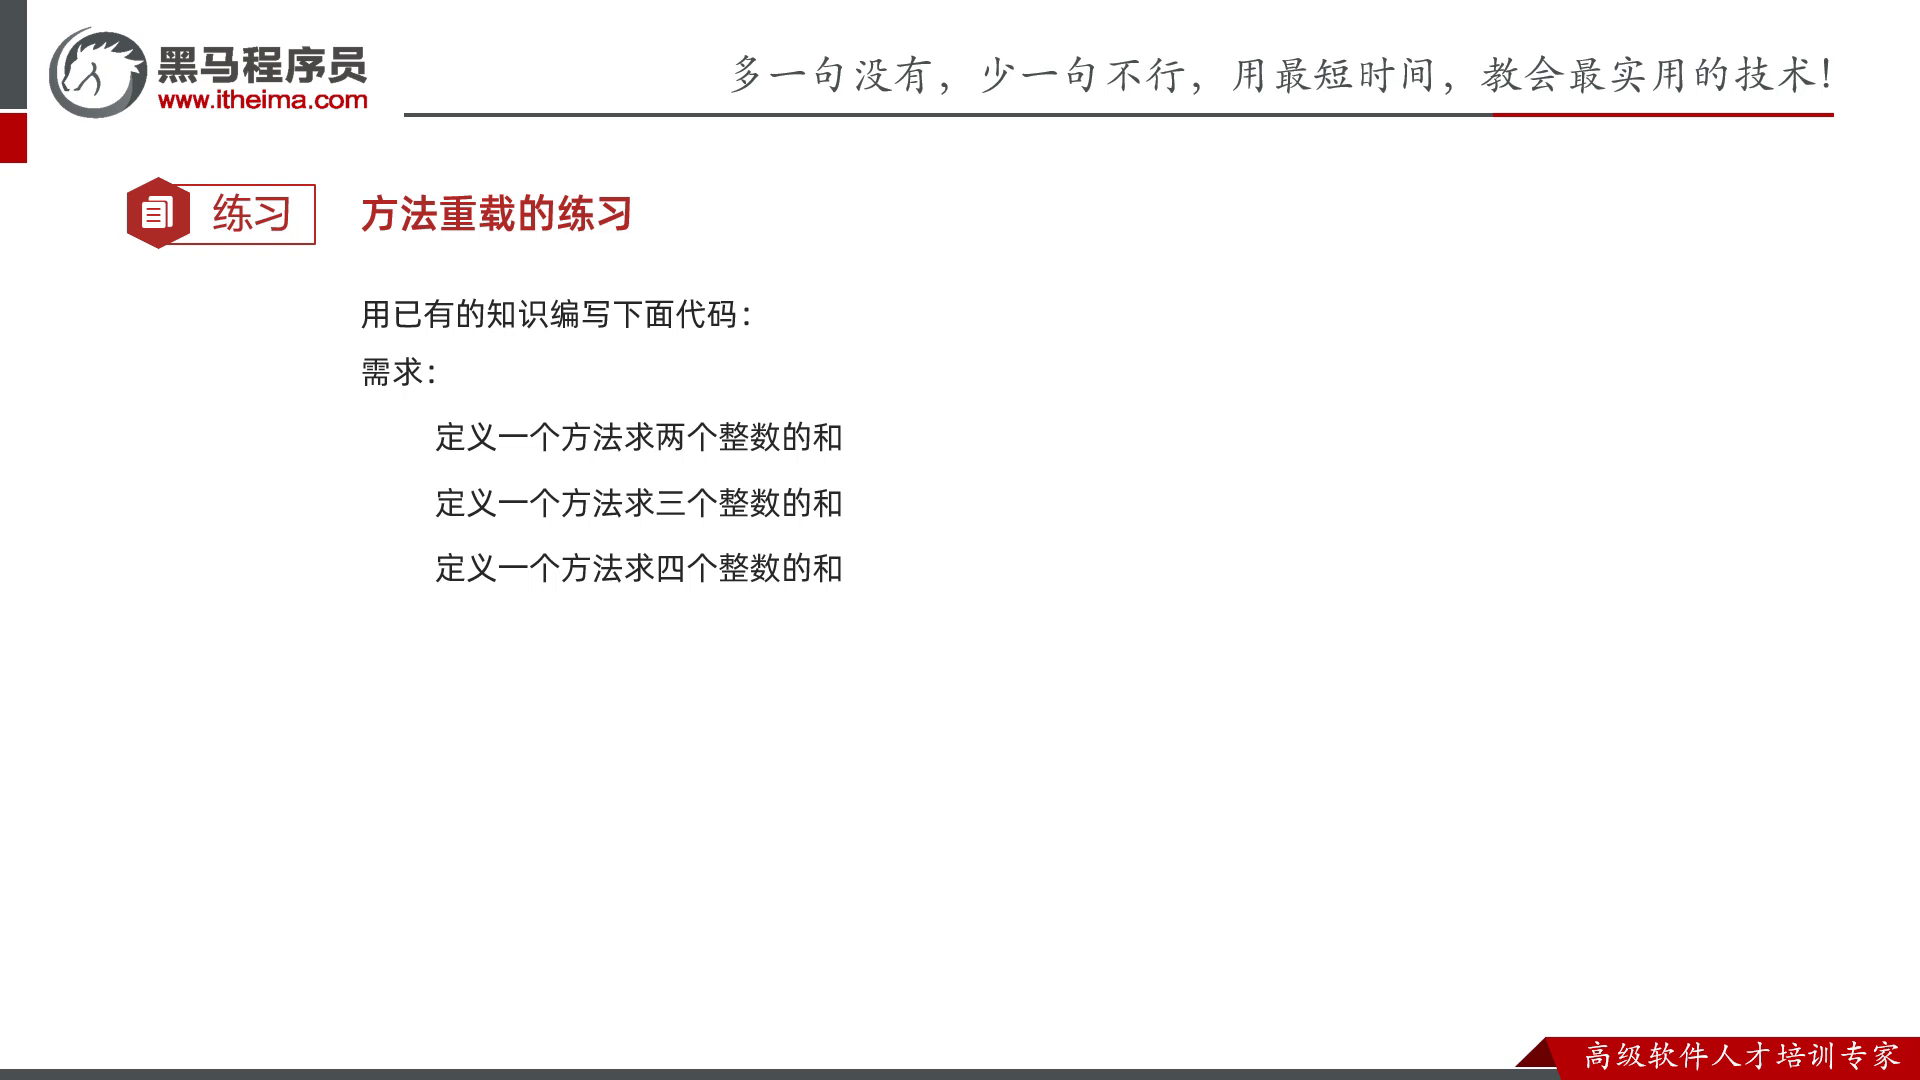 黑马程序员
www.itheima.com
多一句没有，少一句不行，用最短时间，教会最实用的技术！
练习
方法重载的练习
用已有的知识编写下面代码：
需求：
定义一个方法求两个整数的和
定义一个方法求三个整数的和
定义一个方法求四个整数的和
高级软件人才培训专家